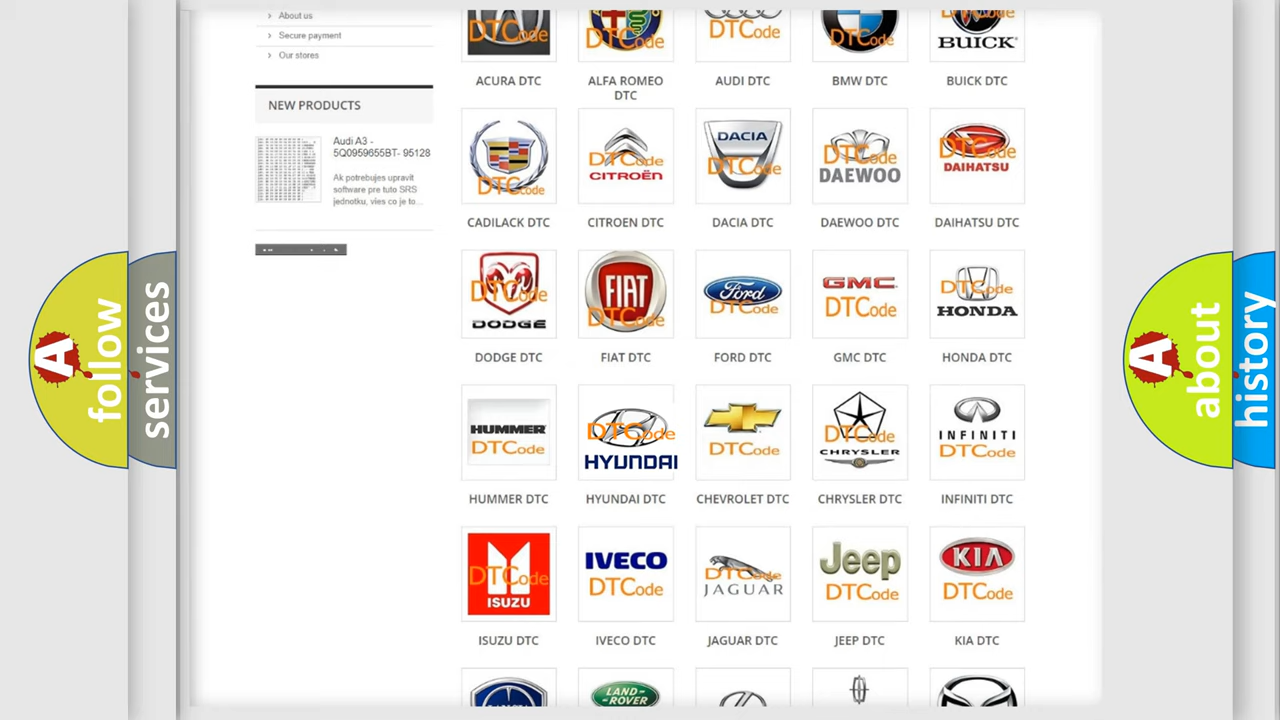 About us
Secure payment
Our stores
NEW PRODUCTS
Audi A3 -
5Q0959655BT- 95128
Ak potrebujes upravit
software pre tuto SRS
jednotku, vies co je to...
A follow
services
A about
history
DTCode DTCode DTCode DTCode BUICK
ACURA DTC ALFA ROMEO DTC AUDI DTC BMW DTC BUICK DTC
DTCode DTCode CITROËN DACIA DTCode DTCode DAEWOO DTCode DAIHATSU
CADILACK DTC CITROEN DTC DACIA DTC DAEWOO DTC DAIHATSU DTC
DTCode DODGE FIAT DTCode Ford DTCode GMC DTCode DTCode HONDA
DODGE DTC FIAT DTC FORD DTC GMC DTC HONDA DTC
HUMMER DTCode DTCode HYUNDAI DTCode DTCode CHRYSLER INFINITI DTCode
HUMMER DTC HYUNDAI DTC CHEVROLET DTC CHRYSLER DTC INFINITI DTC
DTCode ISUZU IVECO DTCode DTCode JAGUAR Jeep DTCode KIA DTCode
ISUZU DTC IVECO DTC JAGUAR DTC JEEP DTC KIA DTC
LAND-ROVER